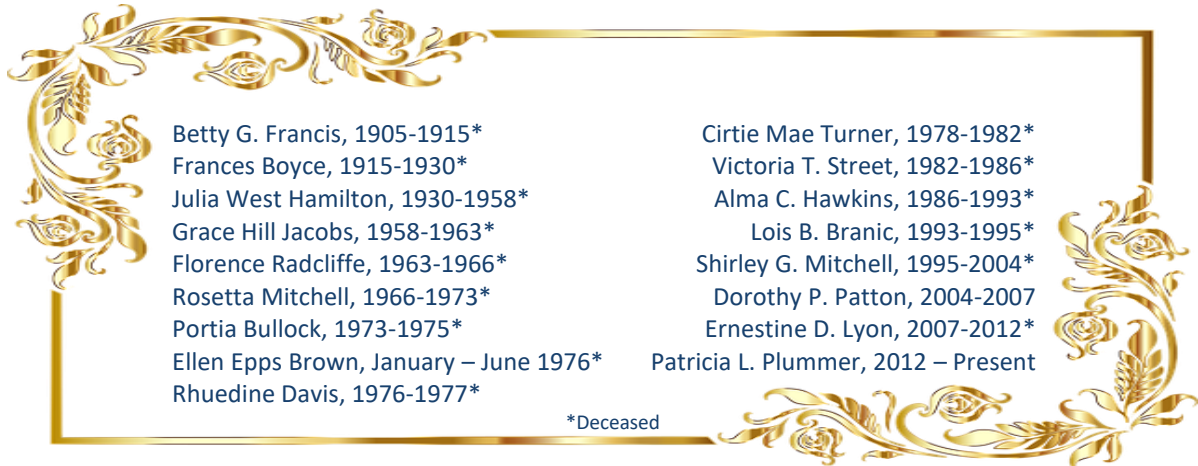 Betty G. Francis, 1905-1915*
Frances Boyce, 1915-1930*
Julia West Hamilton, 1930-1958*
Grace Hill Jacobs, 1958-1963*
Florence Radcliffe, 1963-1966*
Rosetta Mitchell, 1966-1973*
Portia Bullock, 1973-1975*
Ellen Epps Brown, January – June 1976*
Rhuedine Davis, 1976-1977*
Cirtie Mae Turner, 1978-1982*
Victoria T. Street, 1982-1986*
Alma C. Hawkins, 1986-1993*
Lois B. Branic, 1993-1995*
Shirley G. Mitchell, 1995-2004*
Dorothy P. Patton, 2004-2007
Ernestine D. Lyon, 2007-2012*
Patricia L. Plummer, 2012 – Present
*Deceased